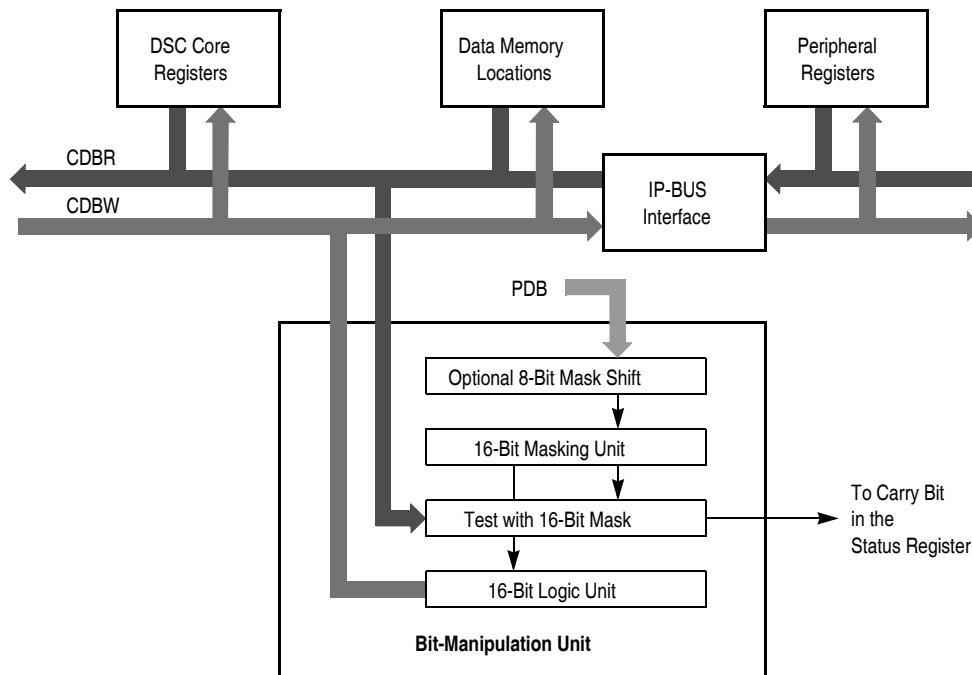 DSC Core
Registers
Data Memory
Locations
Peripheral
Registers
CDBR
CDBW
IP-BUS
Interface
PDB
Optional 8-Bit Mask Shift
16-Bit Masking Unit
Test with 16-Bit Mask
16-Bit Logic Unit
To Carry Bit
in the
Status Register
Bit-Manipulation Unit